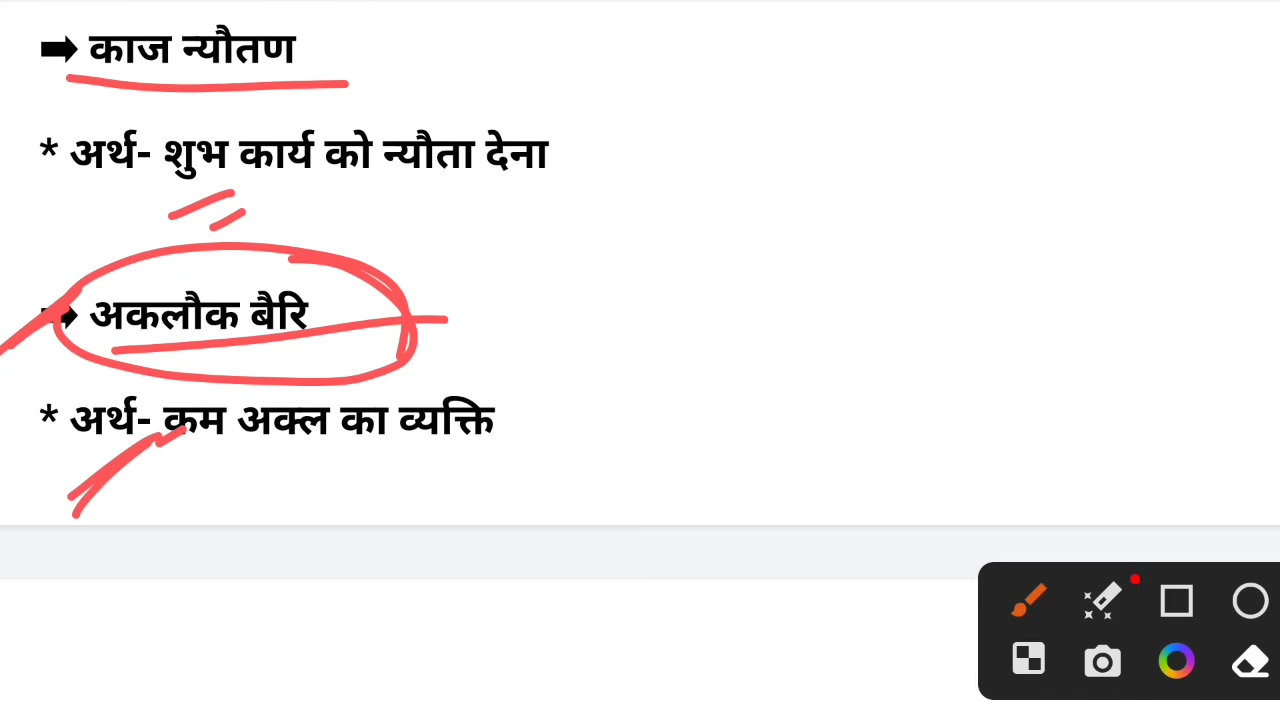 ➡ काज न्यौतण
* अर्थ- शुभ कार्य को न्यौता देना
➡ अकलौक बैरि
* अर्थ- कम अक्ल का व्यक्ति